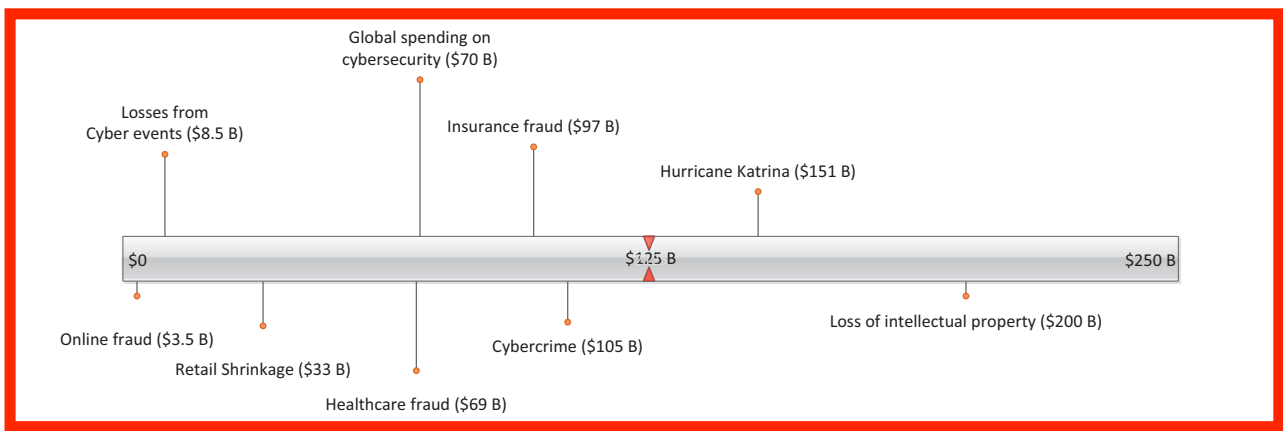 Global spending on
cybersecurity ($70 B)
Losses from
Cyber events ($8.5 B)
Insurance fraud ($97 B)
Hurricane Katrina ($151 B)
$0
$125 B
$250 B
Online fraud ($3.5 B)
Retail Shrinkage ($33 B)
Healthcare fraud ($69 B)
Cybercrime ($105 B)
Loss of intellectual property ($200 B)